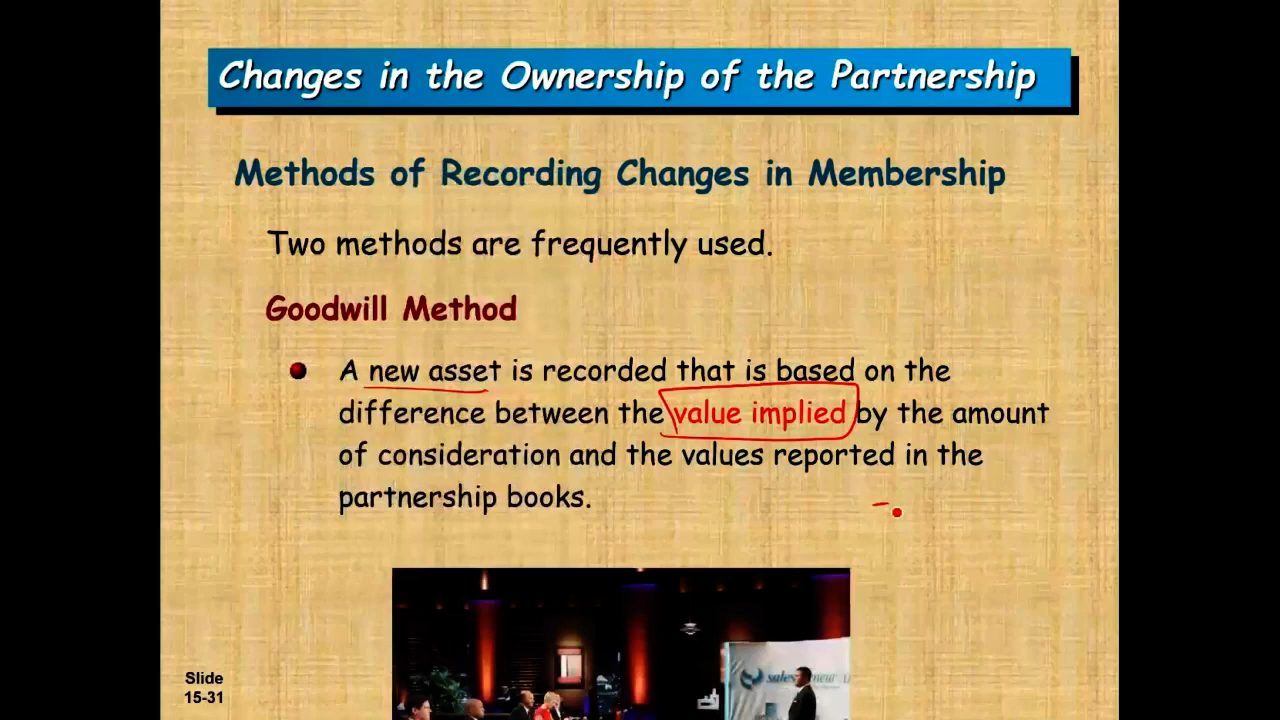 Changes in the Ownership of the Partnership
Methods of Recording Changes in Membership
Two methods are frequently used.
Goodwill Method
A new asset is recorded that is based on the
difference between the value implied by the amount
of consideration and the values reported in the
partnership books.
Slide
15-31